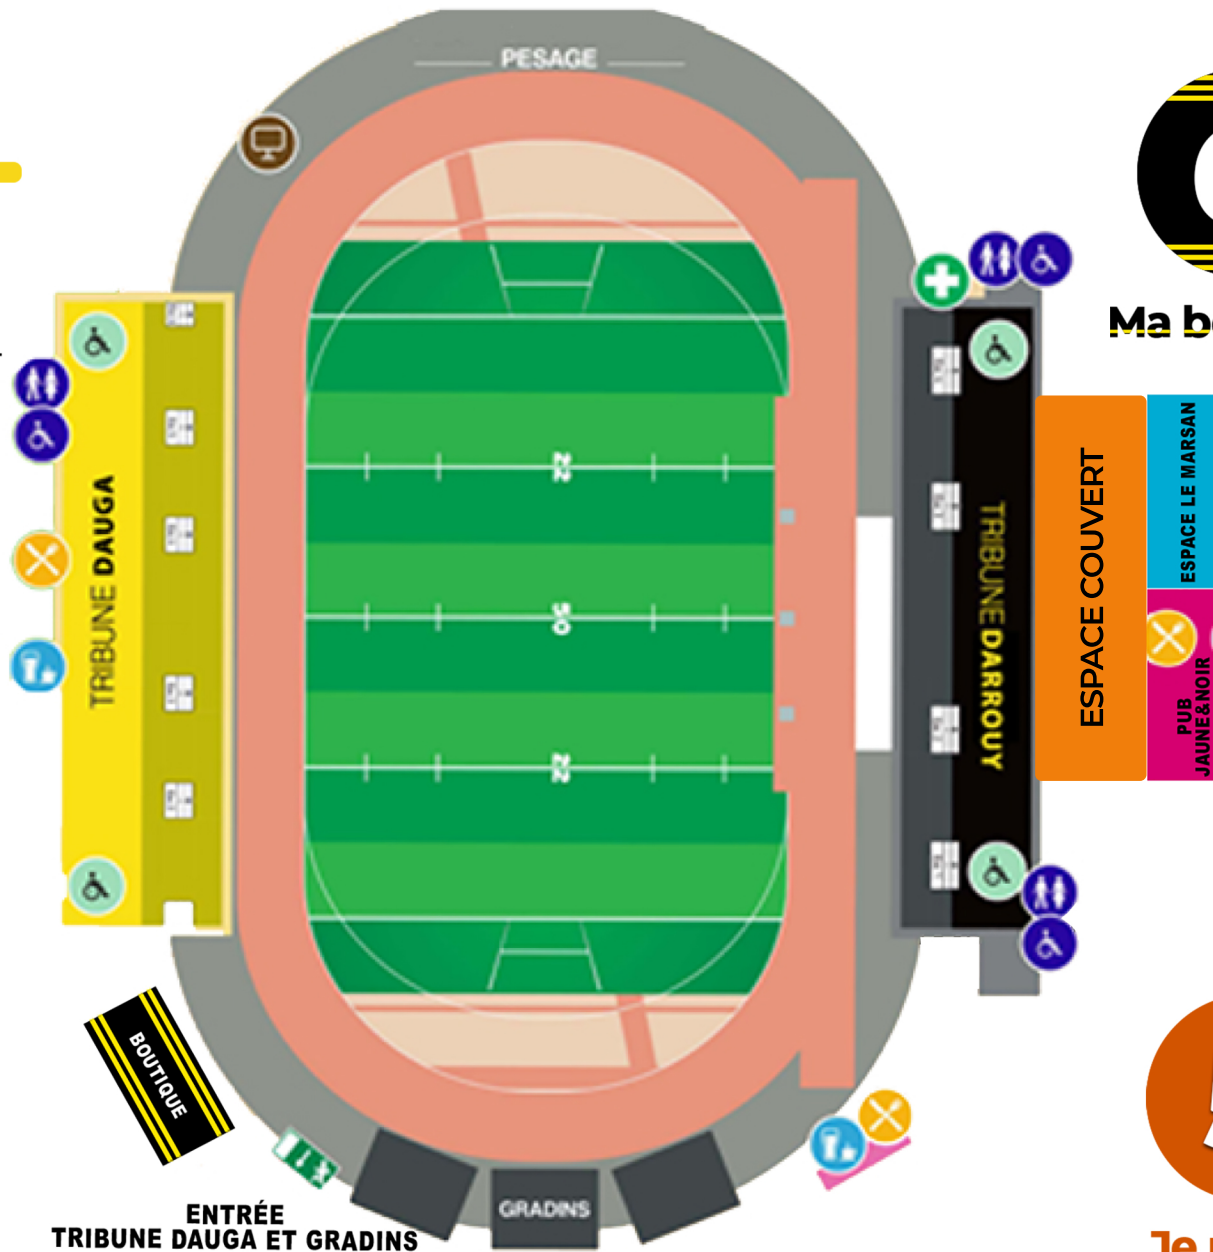 PESAGE
Ma b
22
TRIBUNE DAUGA
50
22
TRIBUNE DARROUY
ESPACE COUVERT
ESPACE LE MARSAN
PUB
JAUNE&NOIR
BOUTIQUE
GRADINS
ENTRÉE
TRIBUNE DAUGA ET GRADINS
Je